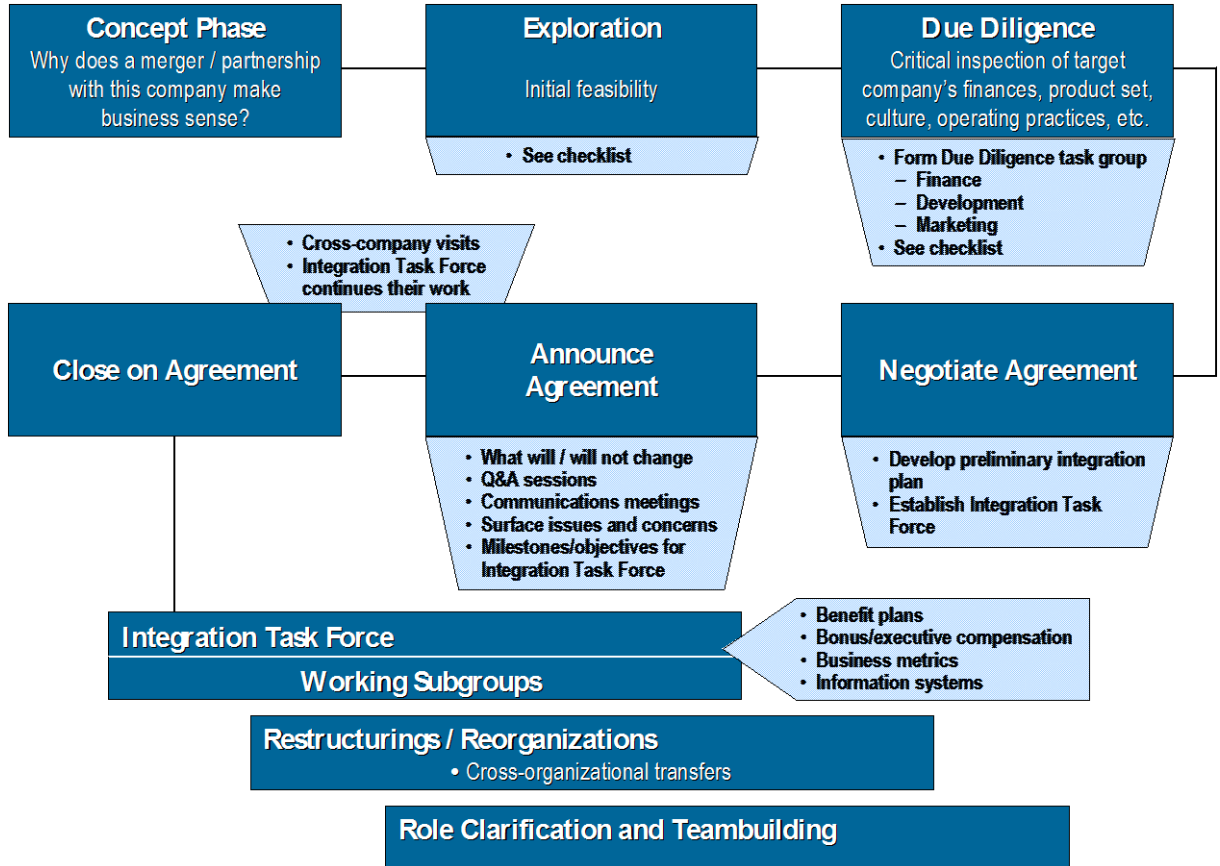 Concept Phase
Why does a merger / partnership
with this company make
business sense?
Exploration
Initial feasibility
• See checklist
Due Diligence
Critical inspection of target
company's finances, product set,
culture, operating practices, etc.
• Form Due Diligence task group
– Finance
– Development
– Marketing
• See checklist
• Cross-company visits
• Integration Task Force
continues their work
Close on Agreement
Announce
Agreement
• What will / will not change
• Q&A sessions
• Communications meetings
• Surface issues and concerns
• Milestones/objectives for
Integration Task Force
Negotiate Agreement
• Develop preliminary integration
plan
• Establish Integration Task
Force
Integration Task Force
Working Subgroups
• Benefit plans
• Bonus/executive compensation
• Business metrics
• Information systems
Restructurings / Reorganizations
• Cross-organizational transfers
Role Clarification and Teambuilding